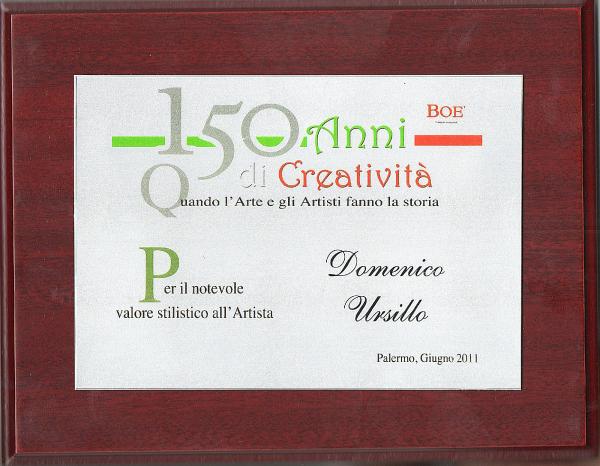 150 Anni
BOE'
di Creatività
Quando l'Arte e gli Artisti fanno la storia
Per il notevole
valore stilistico all'Artista
Domenico
Ursillo
Palermo, Giugno 2011